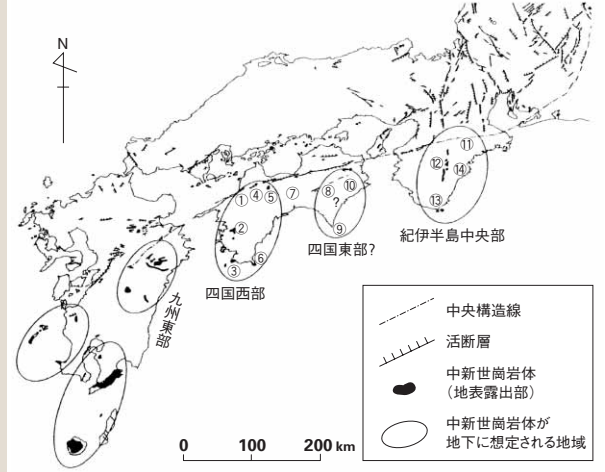 N
⑪
⑫
⑭
⑬
① ④ ⑤ ⑦ ⑧ ⑩
②
?
③
⑥
⑨
紀伊半島中央部
四国東部?
四国西部
九州東部
中央構造線
活断層
中新世崗岩体
(地表露出部)
中新世崗岩体が
地下に想定される地域
0 100 200 km